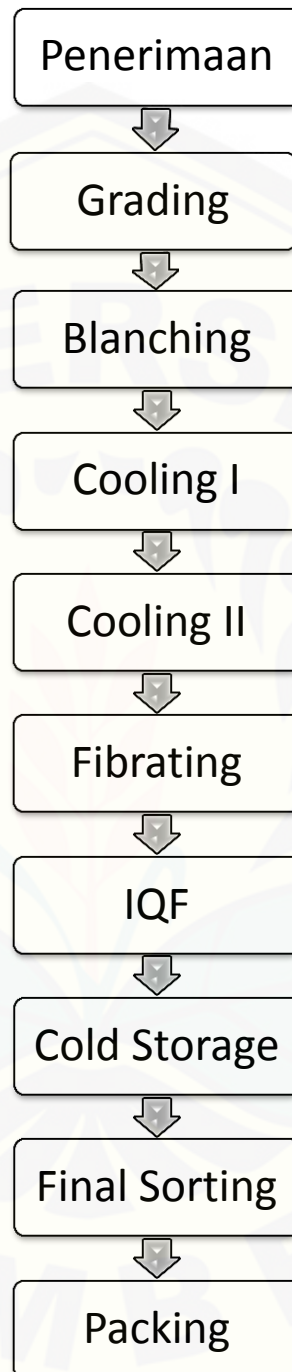 Penerimaan
Grading
Blanching
Cooling I
Cooling II
Fibrating
IQF
Cold Storage
Final Sorting
Packing